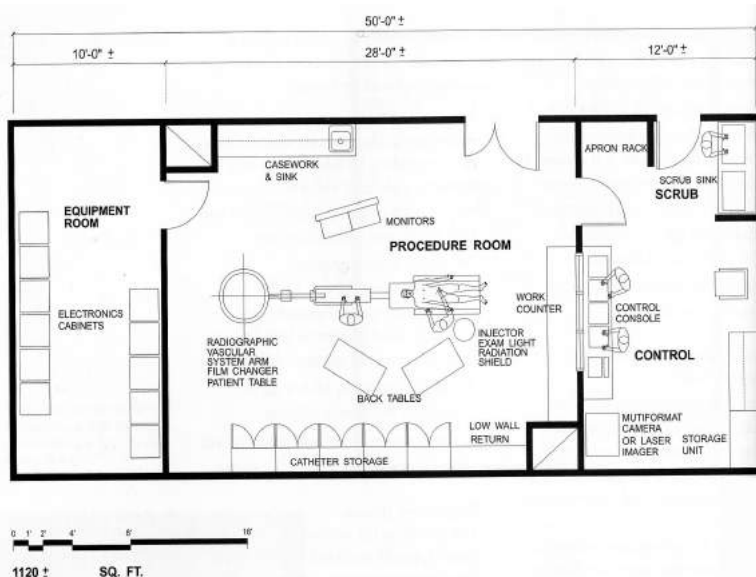 50'-0" ±
10'-0" ±
28'-0" ±
12'-0" ±
CASEWORK
& SINK
APRON RACK
SCRUB SINK
SCRUB
EQUIPMENT
ROOM
MONITORS
PROCEDURE ROOM
ELECTRONICS
CABINETS
RADIOGRAPHIC
VASCULAR
SYSTEM ARM
FILM CHANGER
PATIENT TABLE
INJECTOR
EXAM LIGHT
RADIATION
SHIELD
WORK
COUNTER
CONTROL
CONSOLE
CONTROL
BACK TABLES
LOW WALL
RETURN
CATHETER STORAGE
MUTIFORMAT
CAMERA
OR LASER
IMAGER
STORAGE
UNIT
0 1' 2' 4' 8' 16'
1120 ± SQ. FT.